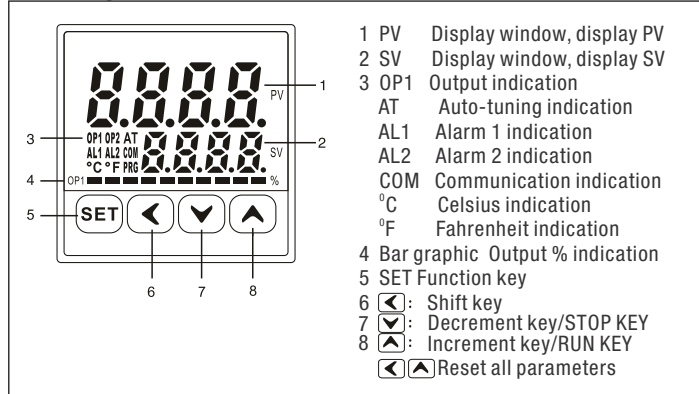 8.8.8.8. PV
OP1 OP2 AT
AL1 AL2 COM
°C °F PRG
8.8.8.8. SV
OP1 %
SET
1
2
3
4
5
6 7 8
1 PV Display window, display PV
2 SV Display window, display SV
3 OP1 Output indication
AT Auto-tuning indication
AL1 Alarm 1 indication
AL2 Alarm 2 indication
COM Communication indication
°C Celsius indication
°F Fahrenheit indication
4 Bar graphic Output % indication
5 SET Function key
6 : Shift key
7 : Decrement key/STOP KEY
8 : Increment key/RUN KEY
Reset all parameters